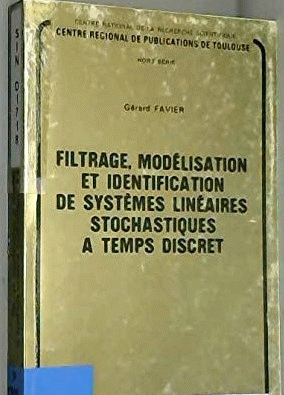 CENTRE NATIONAL DE LA RECHERCHE SCIENTIFIQUE
CENTRE REGIONAL DE PUBLICATIONS DE TOULOUSE
HORS SÉRIE
Gérard FAVIER
FILTRAGE, MODÉLISATION
ET IDENTIFICATION
DE SYSTÈMES LINÉAIRES
STOCHASTIQUES
A TEMPS DISCRET